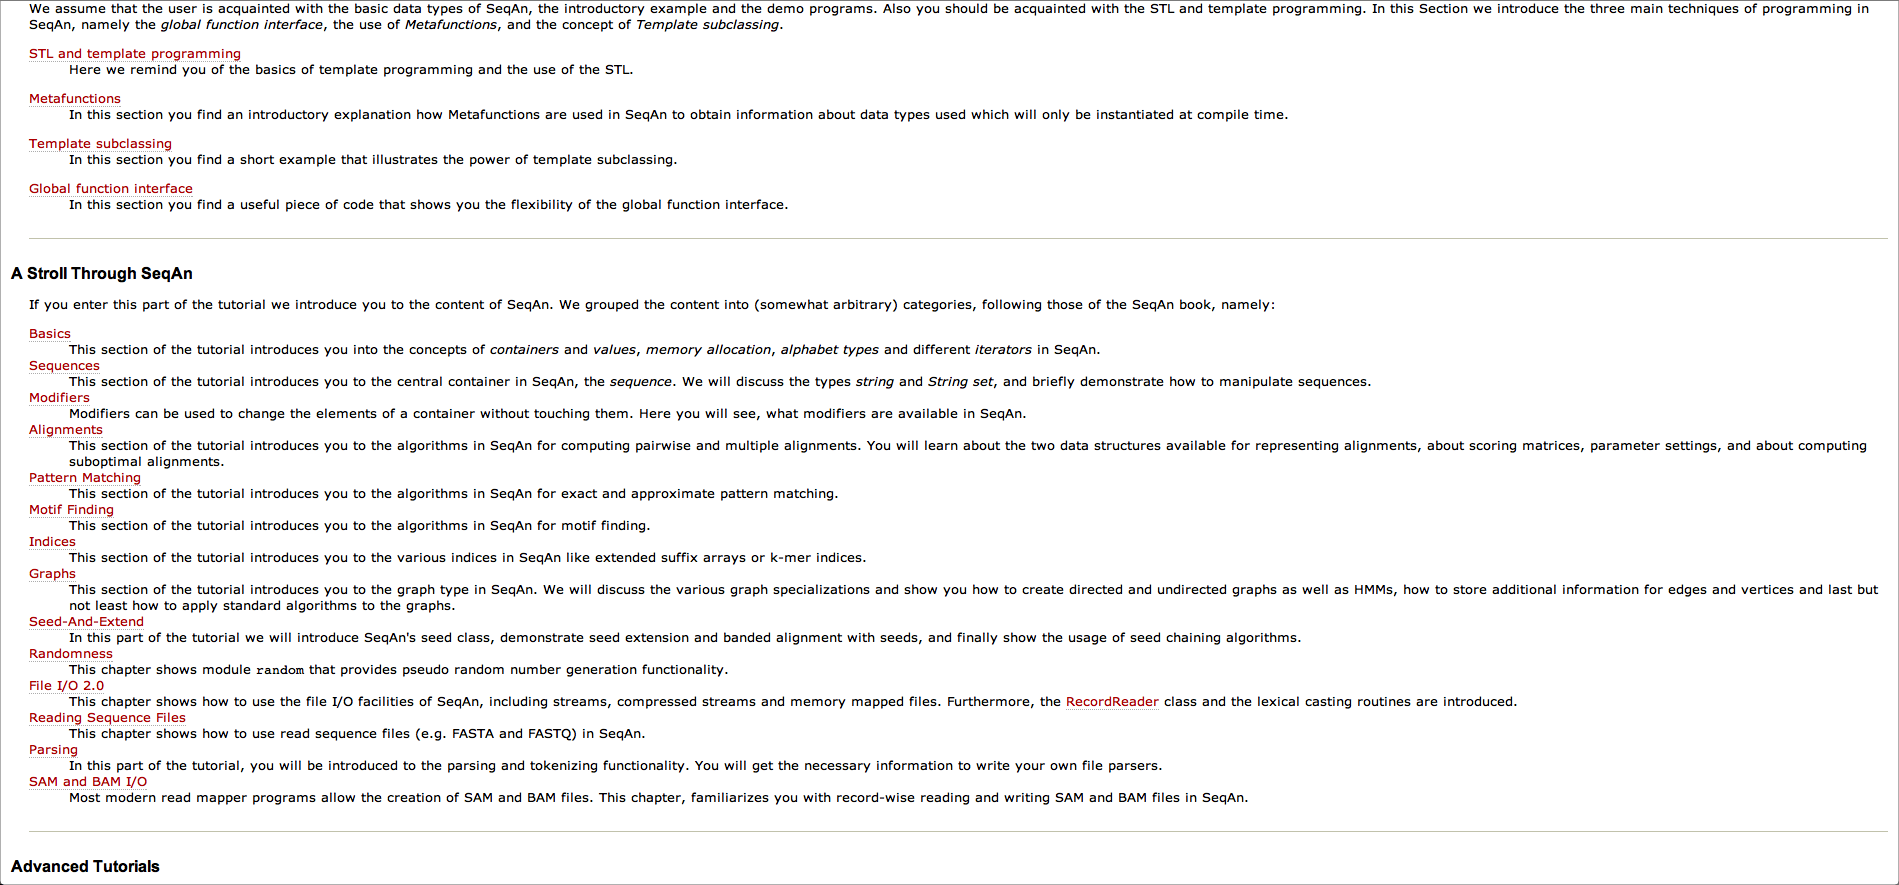 We assume that the user is acquainted with the basic data types of SeqAn, the introductory example and the demo programs. Also you should be acquainted with the STL and template programming. In this Section we introduce the three main techniques of programming in
SeqAn, namely the global function interface, the use of Metafunctions, and the concept of Template subclassing.
STL and template programming
Here we remind you of the basics of template programming and the use of the STL.
Metafunctions
In this section you find an introductory explanation how Metafunctions are used in SeqAn to obtain information about data types used which will only be instantiated at compile time.
Template subclassing
In this section you find a short example that illustrates the power of template subclassing.
Global function interface
In this section you find a useful piece of code that shows you the flexibility of the global function interface.
A Stroll Through SeqAn
If you enter this part of the tutorial we introduce you to the content of SeqAn. We grouped the content into (somewhat arbitrary) categories, following those of the SeqAn book, namely:
Basics
This section of the tutorial introduces you into the concepts of containers and values, memory allocation, alphabet types and different iterators in SeqAn.
Sequences
This section of the tutorial introduces you to the central container in SeqAn, the sequence. We will discuss the types string and String set, and briefly demonstrate how to manipulate sequences.
Modifiers
Modifiers can be used to change the elements of a container without touching them. Here you will see, what modifiers are available in SeqAn.
Alignments
This section of the tutorial introduces you to the algorithms in SeqAn for computing pairwise and multiple alignments. You will learn about the two data structures available for representing alignments, about scoring matrices, parameter settings, and about computing
suboptimal alignments.
Pattern Matching
This section of the tutorial introduces you to the algorithms in SeqAn for exact and approximate pattern matching.
Motif Finding
This section of the tutorial introduces you to the algorithms in SeqAn for motif finding.
Indices
This section of the tutorial introduces you to the various indices in SeqAn like extended suffix arrays or k-mer indices.
Graphs
This section of the tutorial introduces you to the graph type in SeqAn. We will discuss the various graph specializations and show you how to create directed and undirected graphs as well as HMMs, how to store additional information for edges and vertices and last but
not least how to apply standard algorithms to the graphs.
Seed-And-Extend
In this part of the tutorial we will introduce SeqAn's seed class, demonstrate seed extension and banded alignment with seeds, and finally show the usage of seed chaining algorithms.
Randomness
This chapter shows module random that provides pseudo random number generation functionality.
File I/O 2.0
This chapter shows how to use the file I/O facilities of SeqAn, including streams, compressed streams and memory mapped files. Furthermore, the RecordReader class and the lexical casting routines are introduced.
Reading Sequence Files
This chapter shows how to use read sequence files (e.g. FASTA and FASTQ) in SeqAn.
Parsing
In this part of the tutorial, you will be introduced to the parsing and tokenizing functionality. You will get the necessary information to write your own file parsers.
SAM and BAM I/O
Most modern read mapper programs allow the creation of SAM and BAM files. This chapter, familiarizes you with record-wise reading and writing SAM and BAM files in SeqAn.
Advanced Tutorials